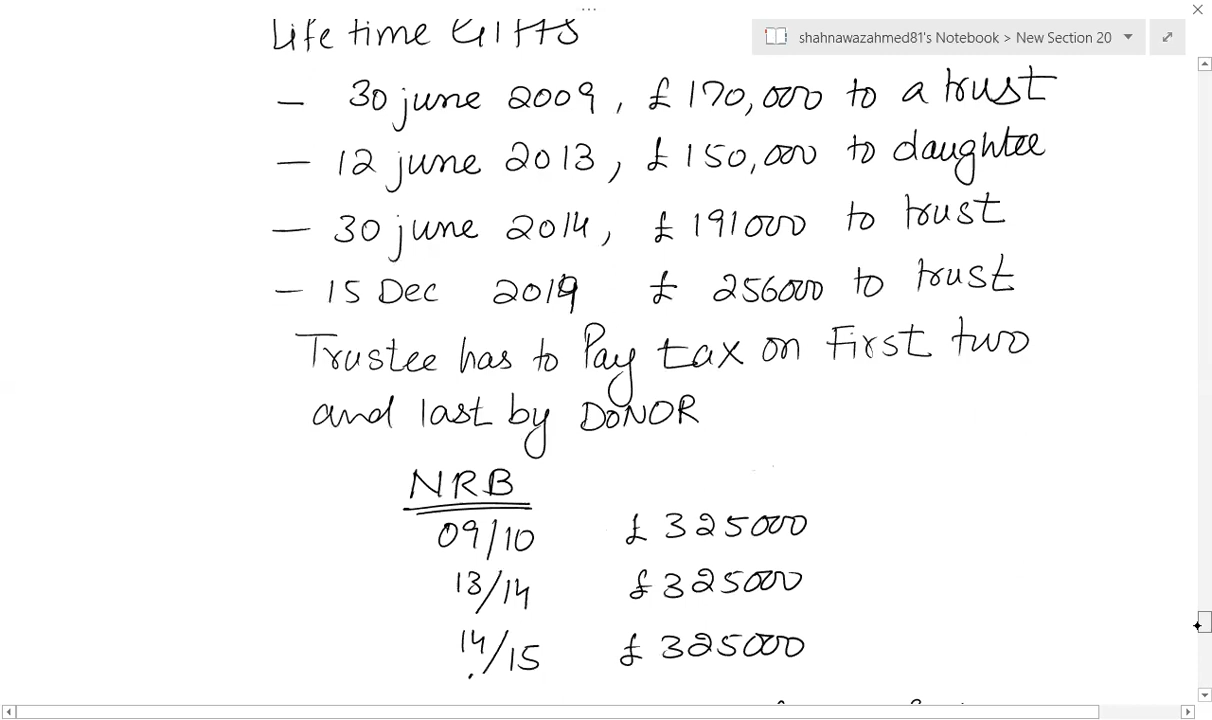 ...
shahnawazahmed81's Notebook > New Section 20
Life time GIftS
— 30 june 2009, £170,000 to a trust
— 12 june 2013, £150,000 to daughtee
— 30 june 2014, £ 191000 to trust
— 15 Dec 2019 £ 256000 to trust
Trustee has to Pay tax on First two
and last by DONOR
NRB
09/10 £ 325000
13/14 £ 325000
14/15 £ 325000